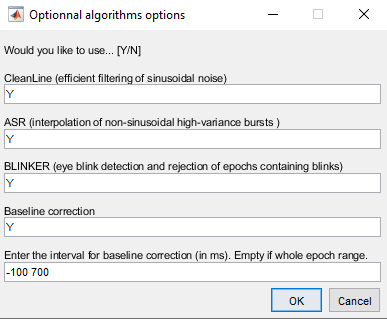 Optionnal algorithms options
Would you like to use... [Y/N]
CleanLine (efficient filtering of sinusoidal noise)
Y
ASR (interpolation of non-sinusoidal high-variance bursts )
Y
BLINKER (eye blink detection and rejection of epochs containing blinks)
Y
Baseline correction
Y
Enter the interval for baseline correction (in ms). Empty if whole epoch range.
-100 700
OK Cancel